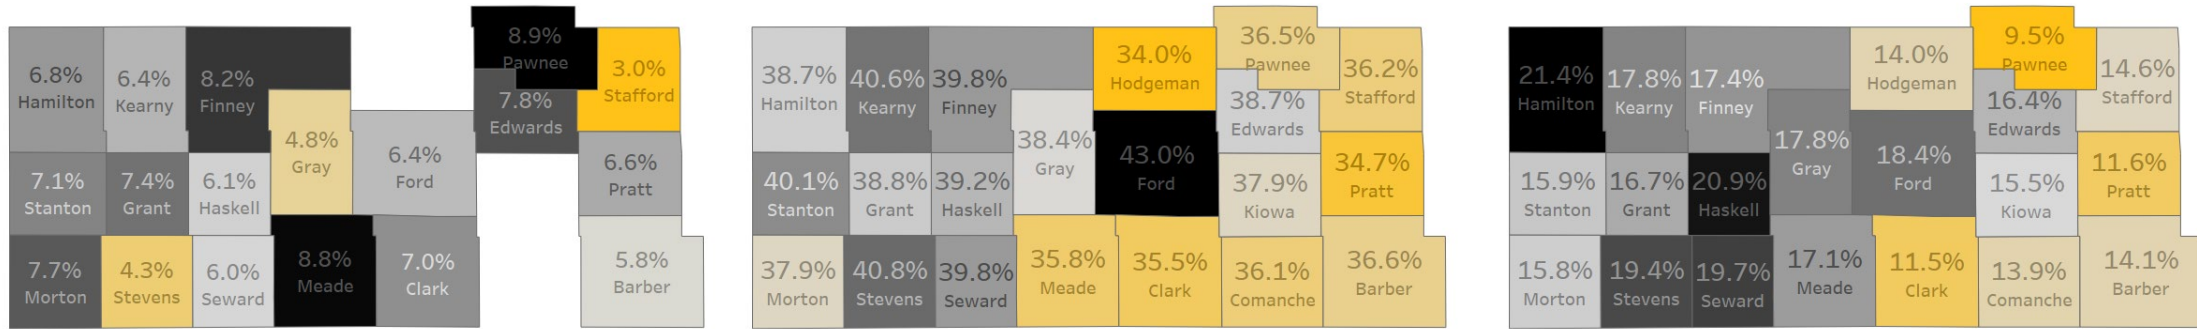 8.9%
Pawnee
6.8%
Hamilton
6.4%
Kearny
8.2%
Finney
3.0%
Stafford
7.8%
Edwards
4.8%
Gray
6.4%
Ford
6.6%
Pratt
7.1%
Stanton
7.4%
Grant
6.1%
Haskell
7.7%
Morton
4.3%
Stevens
6.0%
Seward
8.8%
Meade
7.0%
Clark
5.8%
Barber
38.7%
Hamilton
40.6%
Kearny
39.8%
Finney
34.0%
Hodgeman
36.5%
Pawnee
36.2%
Stafford
38.7%
Edwards
38.4%
Gray
43.0%
Ford
34.7%
Pratt
40.1%
Stanton
38.8%
Grant
39.2%
Haskell
37.9%
Kiowa
37.9%
Morton
40.8%
Stevens
39.8%
Seward
35.8%
Meade
35.5%
Clark
36.1%
Comanche
36.6%
Barber
21.4%
Hamilton
17.8%
Kearny
17.4%
Finney
14.0%
Hodgeman
9.5%
Pawnee
14.6%
Stafford
16.4%
Edwards
17.8%
Gray
18.4%
Ford
11.6%
Pratt
15.9%
Stanton
16.7%
Grant
20.9%
Haskell
15.5%
Kiowa
15.8%
Morton
19.4%
Stevens
19.7%
Seward
17.1%
Meade
11.5%
Clark
13.9%
Comanche
14.1%
Barber